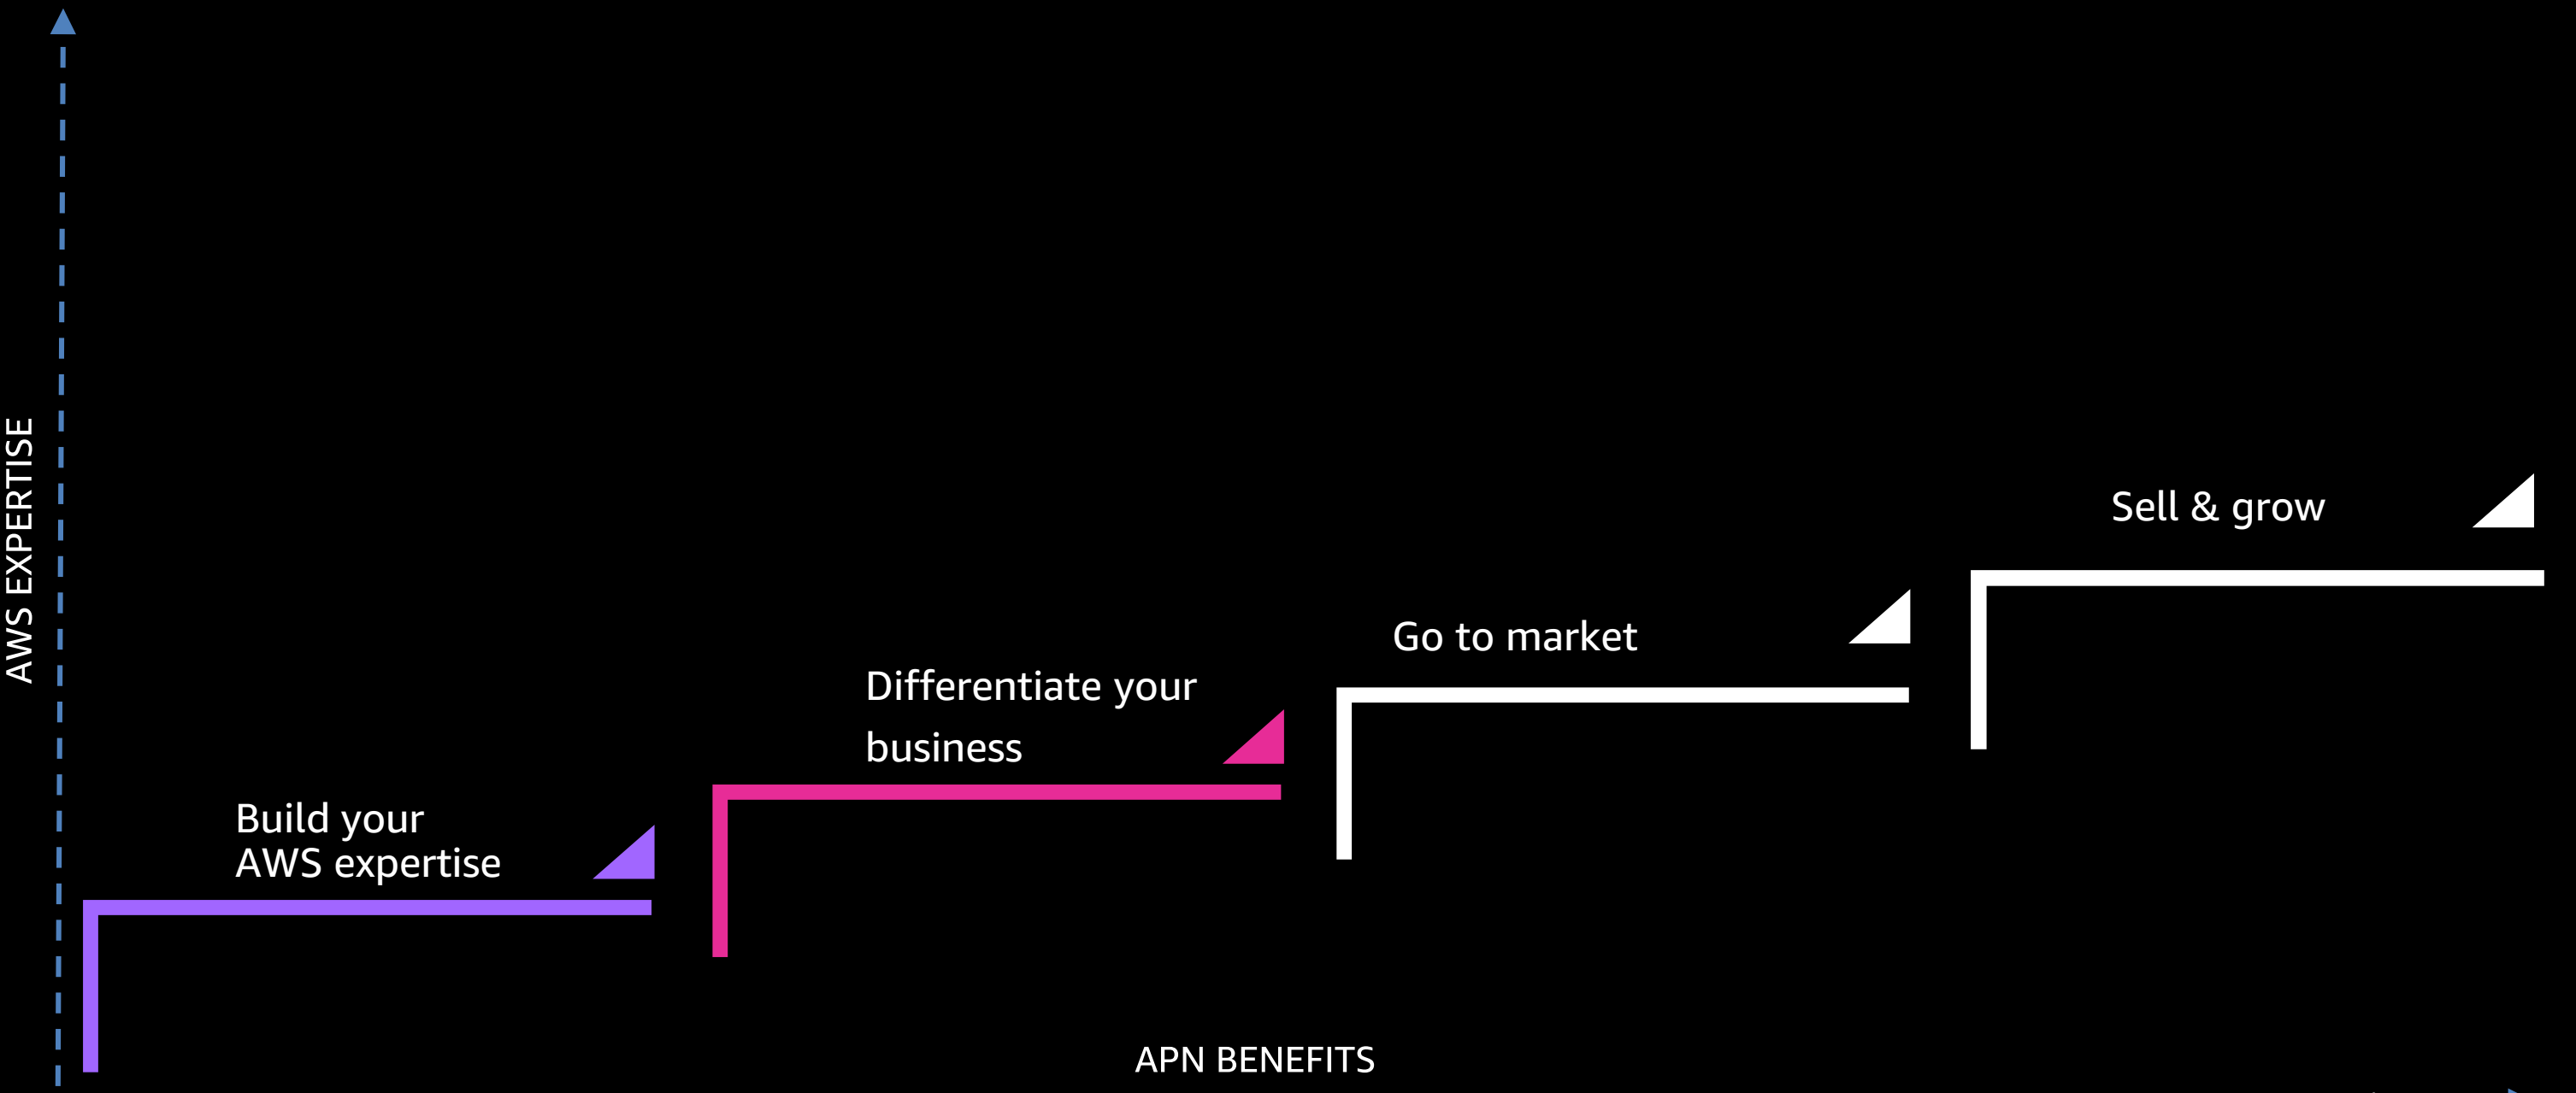 AWS EXPERTISE
Build your
AWS expertise
Differentiate your
business
Go to market
Sell & grow
APN BENEFITS